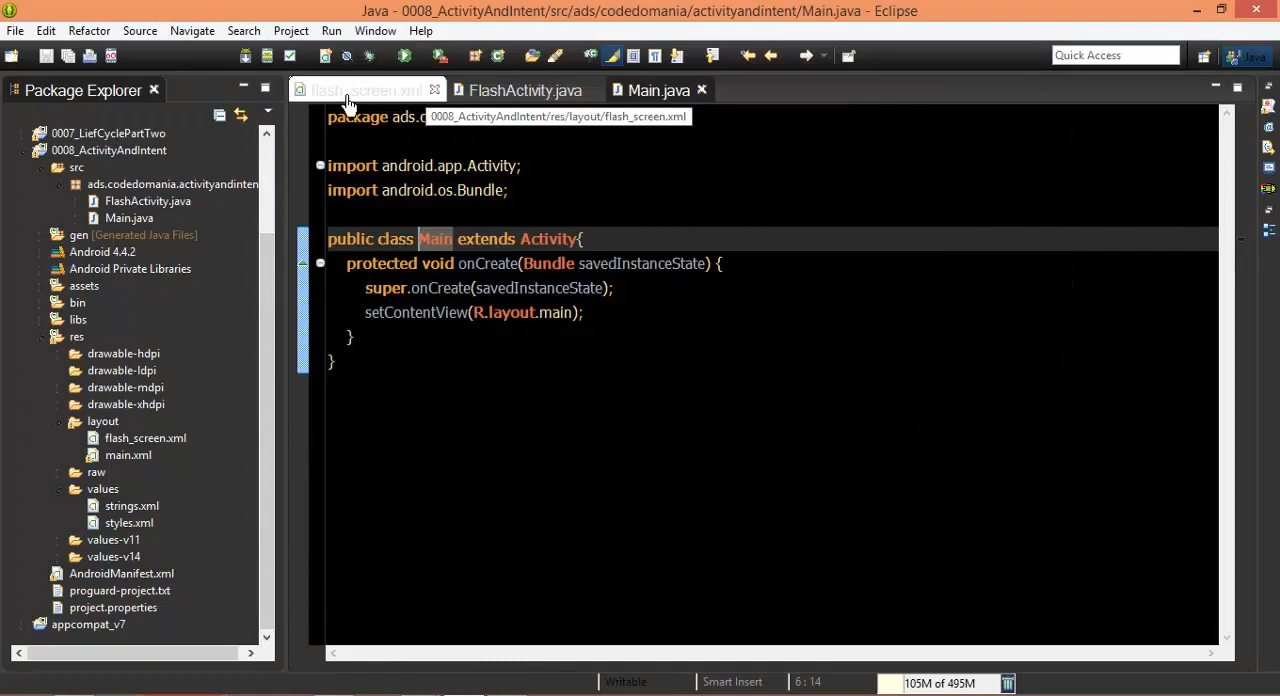 Java - 0008_ActivityAndIntent/src/ads/codedomania/activityandintent/Main.java - Eclipse
File Edit Refactor Source Navigate Search Project Run Window Help
Quick Access
Java
Package Explorer
flash_screen.xml
FlashActivity.java
Main.java
0008_ActivityAndIntent/res/layout/flash_screen.xml
0007_LiefCyclePartTwo
0008_ActivityAndIntent
src
ads.codedomania.activityandinten
FlashActivity.java
Main.java
gen [Generated Java Files]
Android 4.4.2
Android Private Libraries
assets
bin
libs
res
drawable-hdpi
drawable-ldpi
drawable-mdpi
drawable-xhdpi
layout
flash_screen.xml
main.xml
raw
values
strings.xml
styles.xml
values-v11
values-v14
AndroidManifest.xml
proguard-project.txt
project.properties
appcompat_v7
package ads.c
import android.app.Activity;
import android.os.Bundle;
public class Main extends Activity{
protected void onCreate(Bundle savedInstanceState) {
super.onCreate(savedInstanceState);
setContentView(R.layout.main);
}
}
Writable
Smart Insert
6 : 14
105M of 495M